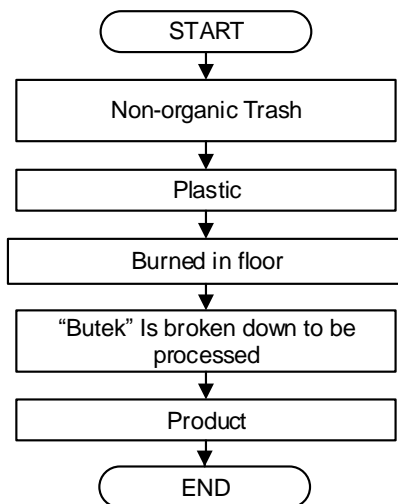 START
Non-organic Trash
Plastic
Burned in floor
“Butek” Is broken down to be
processed
Product
END